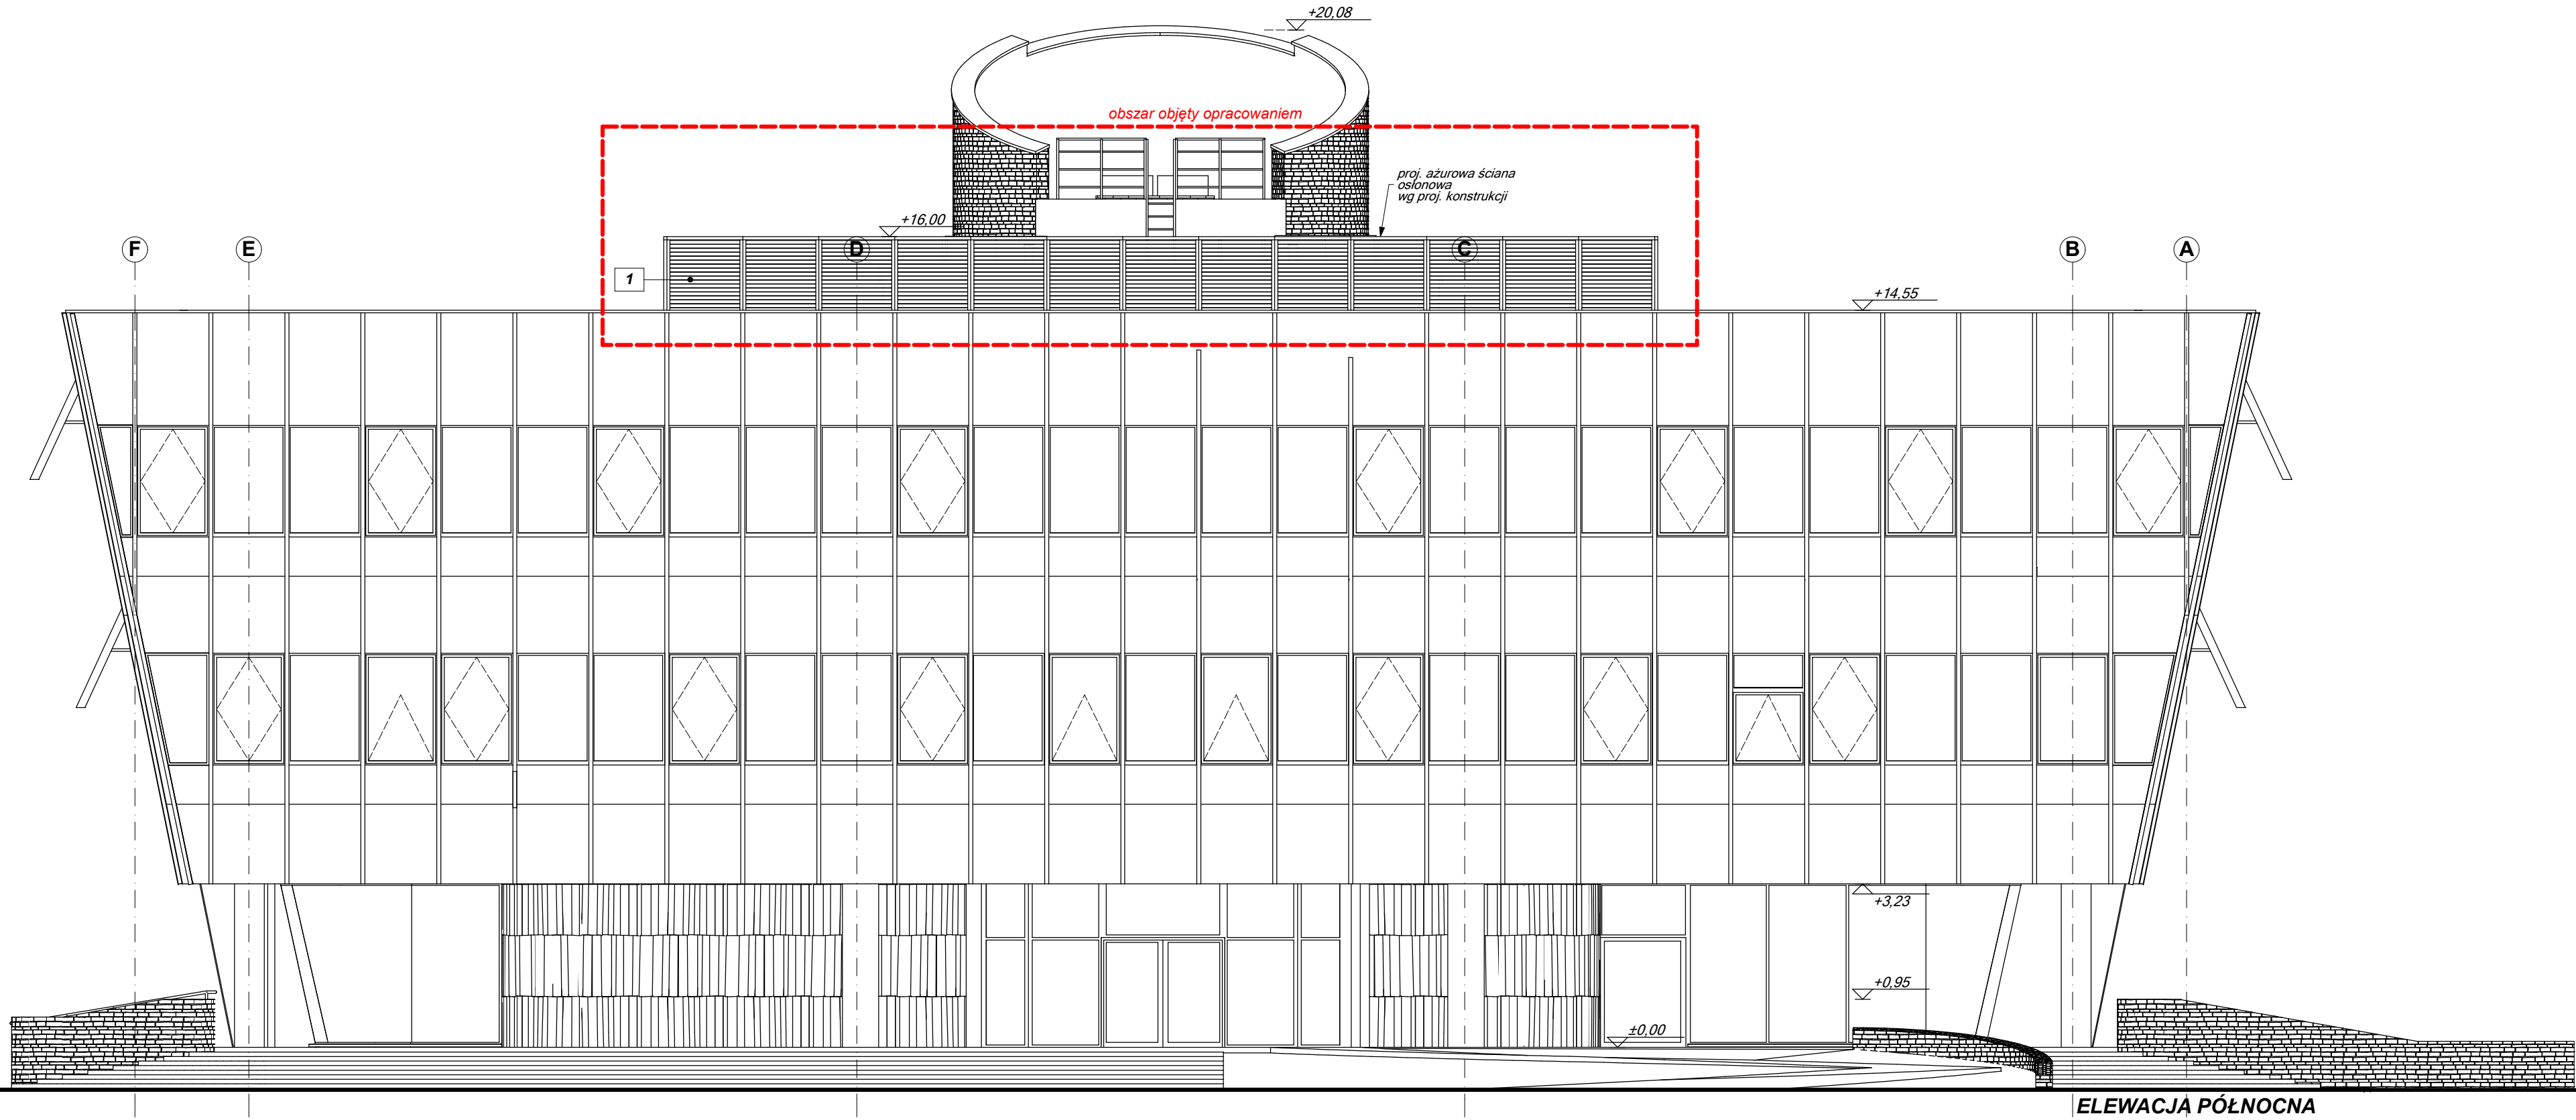 +20,08
obszar objęty opracowaniem
proj. ażurowa ściana
osłonowa
wg proj. konstrukcji
+16,00
F
E
D
C
B
A
1
+14,55
+3,23
+0,95
±0,00
ELEWACJA PÓŁNOCNA